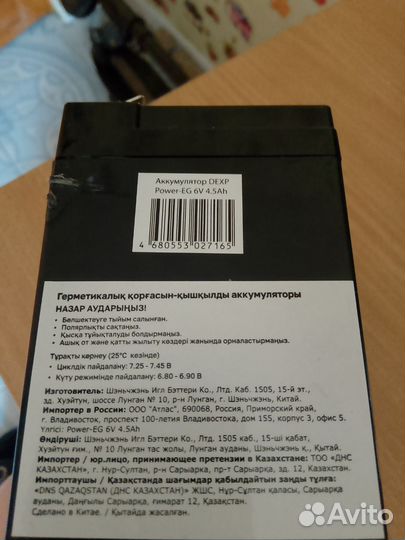 Аккумулятор DEXP
Power-EG 6V 4.5Ah
4 680553 027165
Герметикалық қорғасын-қышқылды аккумуляторы
НАЗАР АУДАРЫҢЫЗ!
• Бөлшектеуге тыйым салынған.
• Полярлықты сақтаңыз.
• Қысқа тұйықталуды болдырмаңыз.
• Ашық от және қатты жылыту көздері жанында орналастырмаңыз.
Тұрақты кернеу (25°С кезінде)
• Циклдік пайдалану: 7.25 - 7.45 В
• Күту режимінде пайдалану: 6.80 - 6.90 В
Изготовитель: Шэньчжэнь Игл Бэттери Ко., Лтд. Каб. 1505, 15-й эт.,
зд. Хуэйтун, шоссе Лунган № 10, р-н Лунган, г. Шэньчжэнь, Китай.
Импортер в России: ООО "Атлас", 690068, Россия, Приморский край,
г. Владивосток, проспект 100-летия Владивостока, дом 155, корпус 3, офис 5.
Үлгісі: Power-EG 6V 4.5Ah
Өндіруші: Шэньчжэнь Игл Бэттери Ко., Лтд. 1505 каб., 15-ші қабат,
Хуэйтун ғим., № 10 Лунган тас жолы, Лунган ауданы, Шэньчжэнь қ., Қытай.
Импортер / юр.лицо, принимающее претензии в Казахстане: ТОО «ДНС
КАЗАХСТАН», г. Нур-Султан, р-н Сарыарка, пр-т Сарыарка, зд. 12, Казахстан.
Импорттаушы / Қазақстанда шағымдар қабылдайтын заңды тұлға:
«DNS QAZAQSTAN (ДНС КАЗАХСТАН)» ЖШС, Нұр-Сұлтан қаласы, Сарыарқа
ауданы, Даңғылы Сарыарқа, ғимарат 12, Қазақстан.
Сделано в Китае. / Қытайда жасалған.
Avito